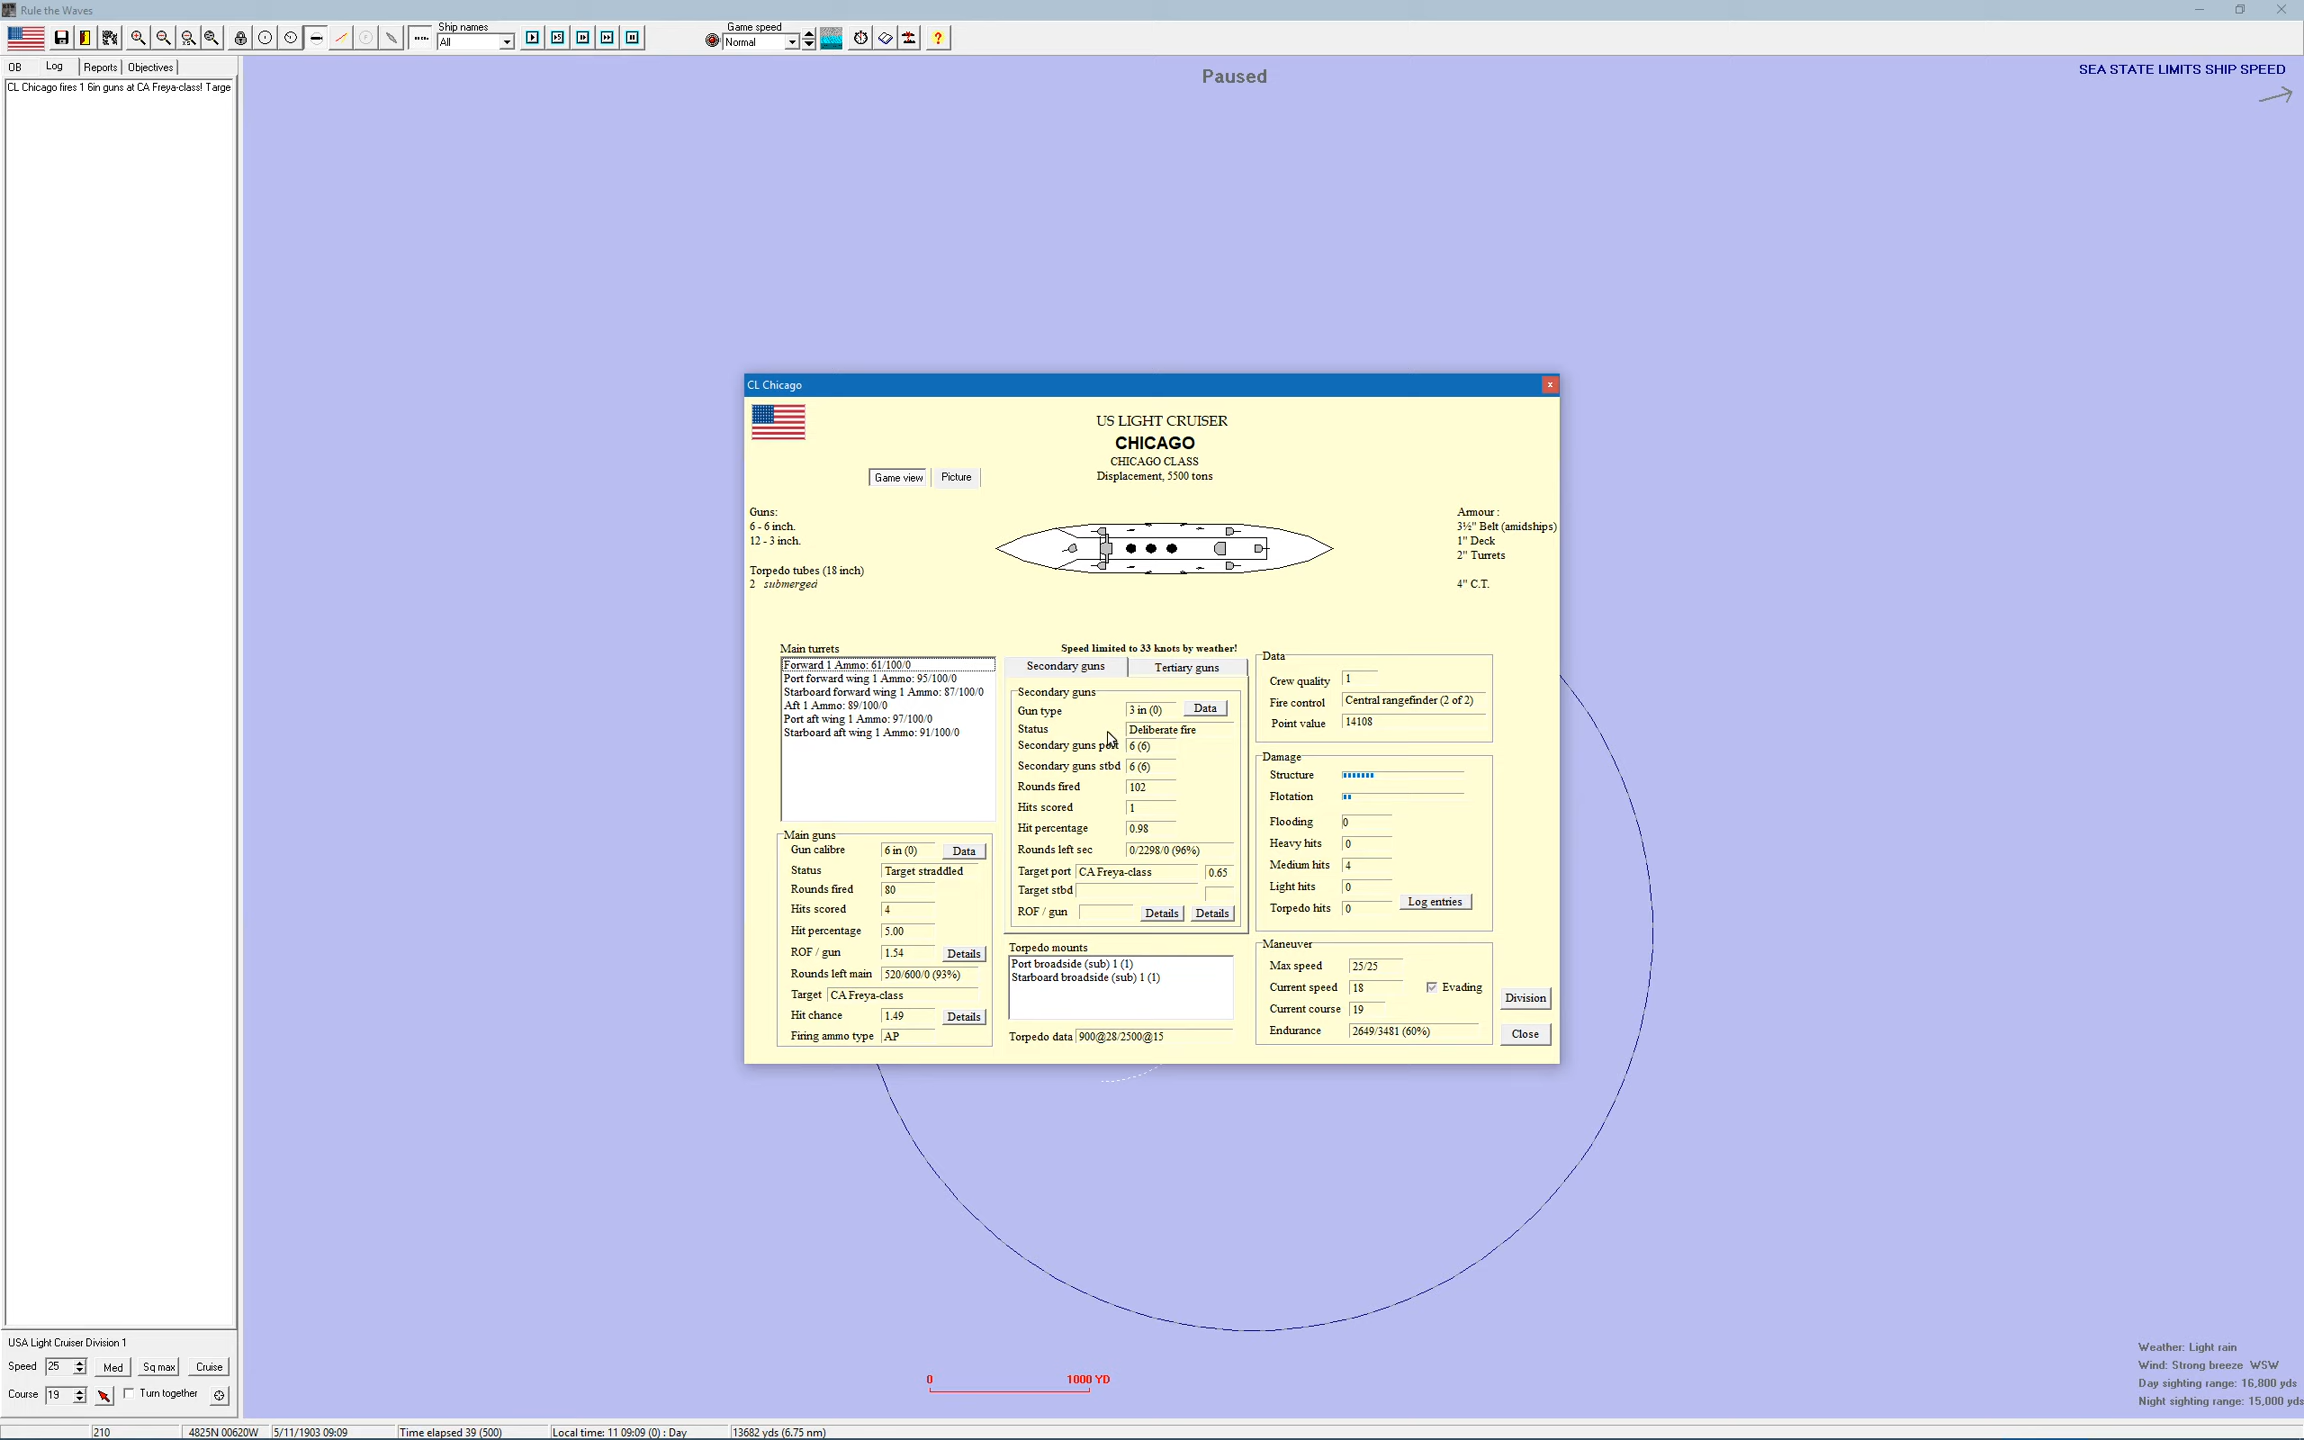 Rule the Waves
Ship names
All
Game speed
Normal
?
OB
Log
Reports
Objectives
CL Chicago fires 1 6in guns at CA Freya-class! Targe
Paused
SEA STATE LIMITS SHIP SPEED
CL Chicago
x
US LIGHT CRUISER
CHICAGO
CHICAGO CLASS
Displacement, 5500 tons
Game view
Picture
Guns:
6 - 6 inch.
12 - 3 inch.
Torpedo tubes (18 inch)
2 submerged
Armour :
3½" Belt (amidships)
1" Deck
2" Turrets
4" C.T.
Speed limited to 33 knots by weather!
Main turrets
Forward 1 Ammo: 61/100/0
Port forward wing 1 Ammo: 95/100/0
Starboard forward wing 1 Ammo: 87/100/0
Aft 1 Ammo: 89/100/0
Port aft wing 1 Ammo: 97/100/0
Starboard aft wing 1 Ammo: 91/100/0
Main guns
Gun calibre 6 in (0) Data
Status Target straddled
Rounds fired 80
Hits scored 4
Hit percentage 5.00
ROF / gun 1.54 Details
Rounds left main 520/600/0 (93%)
Target CA Freya-class
Hit chance 1.49 Details
Firing ammo type AP
Secondary guns
Tertiary guns
Secondary guns
Gun type 3 in (0) Data
Status Deliberate fire
Secondary guns port 6 (6)
Secondary guns stbd 6 (6)
Rounds fired 102
Hits scored 1
Hit percentage 0.98
Rounds left sec 0/2298/0 (96%)
Target port CA Freya-class 0.65
Target stbd
ROF / gun Details Details
Torpedo mounts
Port broadside (sub) 1 (1)
Starboard broadside (sub) 1 (1)
Torpedo data 900@28/2500@15
Data
Crew quality 1
Fire control Central rangefinder (2 of 2)
Point value 14108
Damage
Structure
Flotation
Flooding 0
Heavy hits 0
Medium hits 4
Light hits 0
Torpedo hits 0
Log entries
Maneuver
Max speed 25/25
Current speed 18
Evading
Current course 19
Endurance 2649/3481 (60%)
Division
Close
0 1000 YD
Weather: Light rain
Wind: Strong breeze WSW
Day sighting range: 16,800 yds
Night sighting range: 15,000 yds
USA Light Cruiser Division 1
Speed 25 Med Sq max Cruise
Course 19 Turn together
210 4825N 00620W 5/11/1903 09:09 Time elapsed 39 (500) Local time: 11 09:09 (0) : Day 13682 yds (6.75 nm)